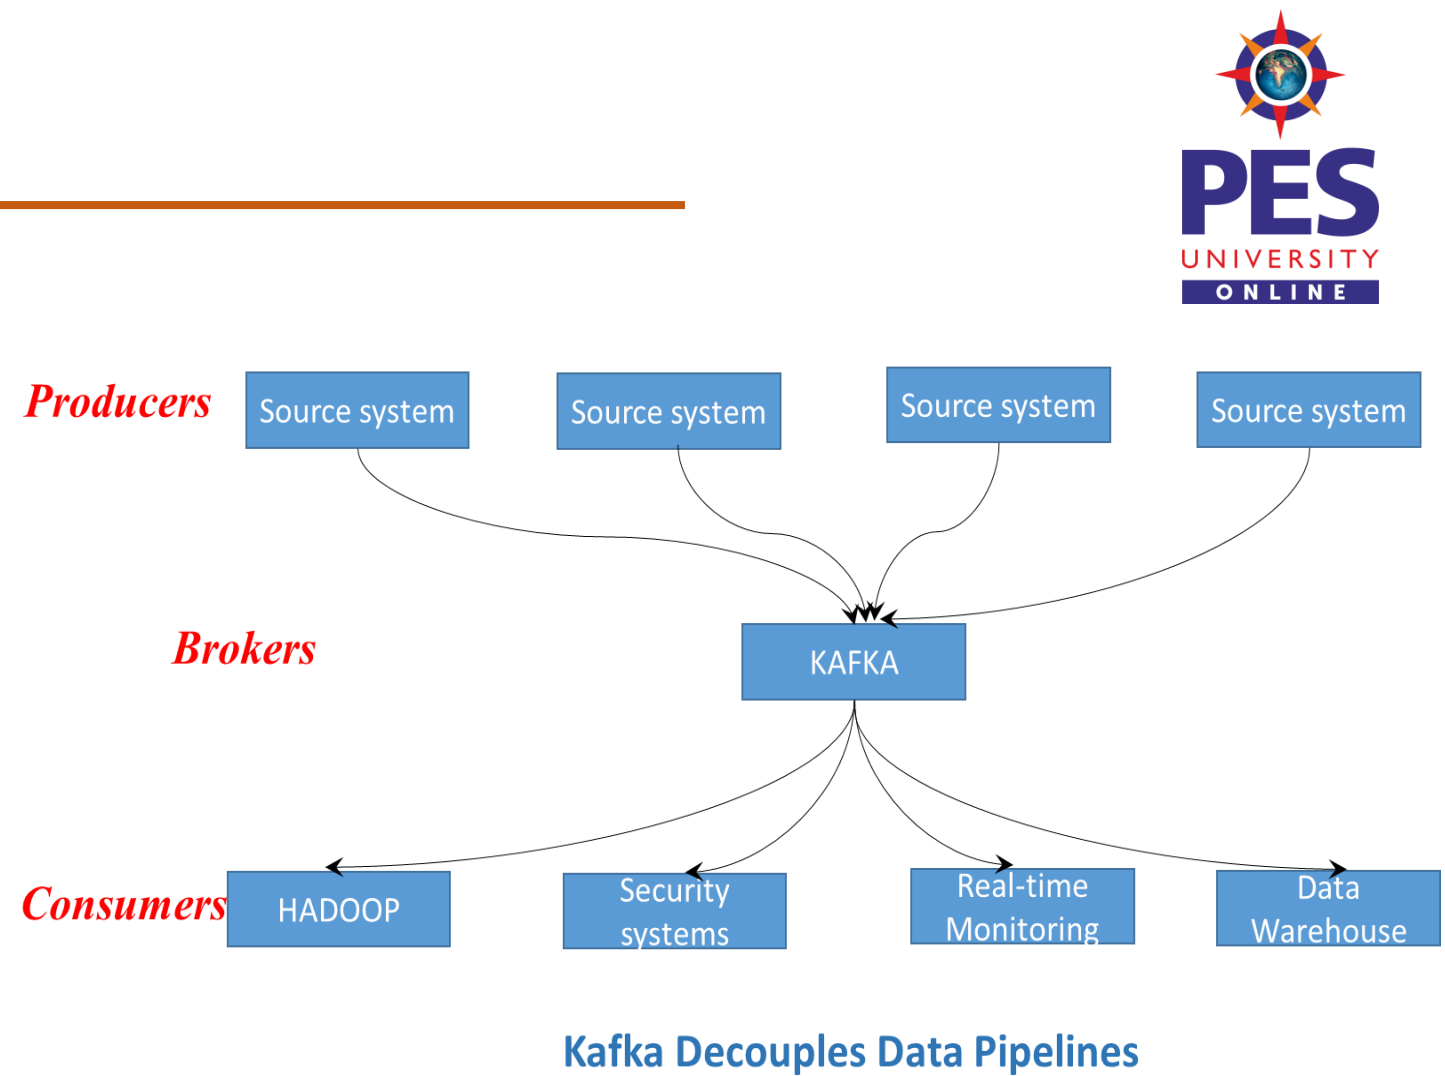 PES
UNIVERSITY
ONLINE
Producers
Source system
Source system
Source system
Source system
Brokers
KAFKA
Consumers
HADOOP
Security
systems
Real-time
Monitoring
Data
Warehouse
Kafka Decouples Data Pipelines